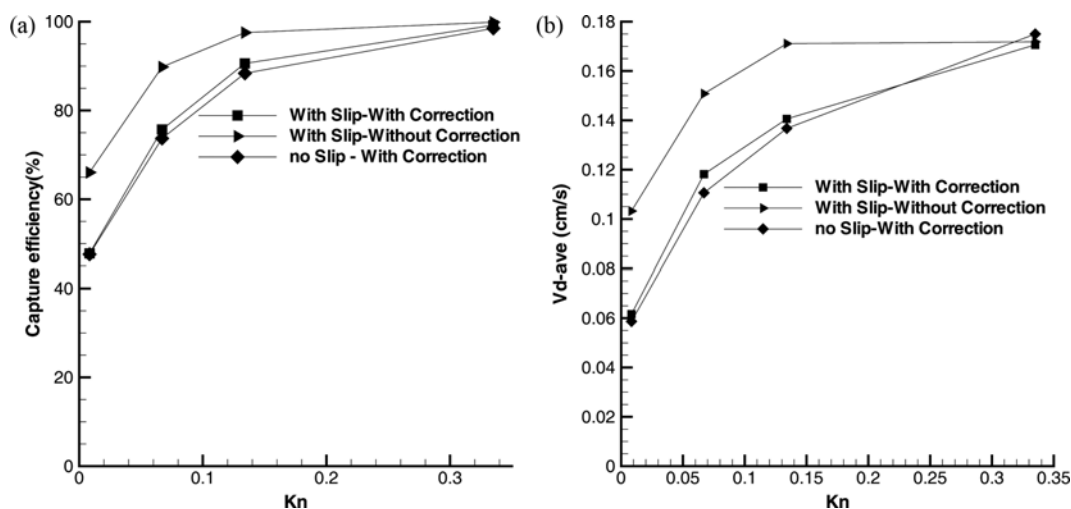 (a)
100
80
60
40
20
0
Capture efficiency(%)
With Slip-With Correction
With Slip-Without Correction
no Slip - With Correction
0.1
0.2
0.3
Kn
(b)
0.18
0.16
0.14
0.12
0.1
0.08
0.06
0.04
0.02
0
Vd-ave (cm/s)
With Slip-With Correction
With Slip-Without Correction
no Slip-With Correction
0 0.05 0.1 0.15 0.2 0.25 0.3 0.35
Kn